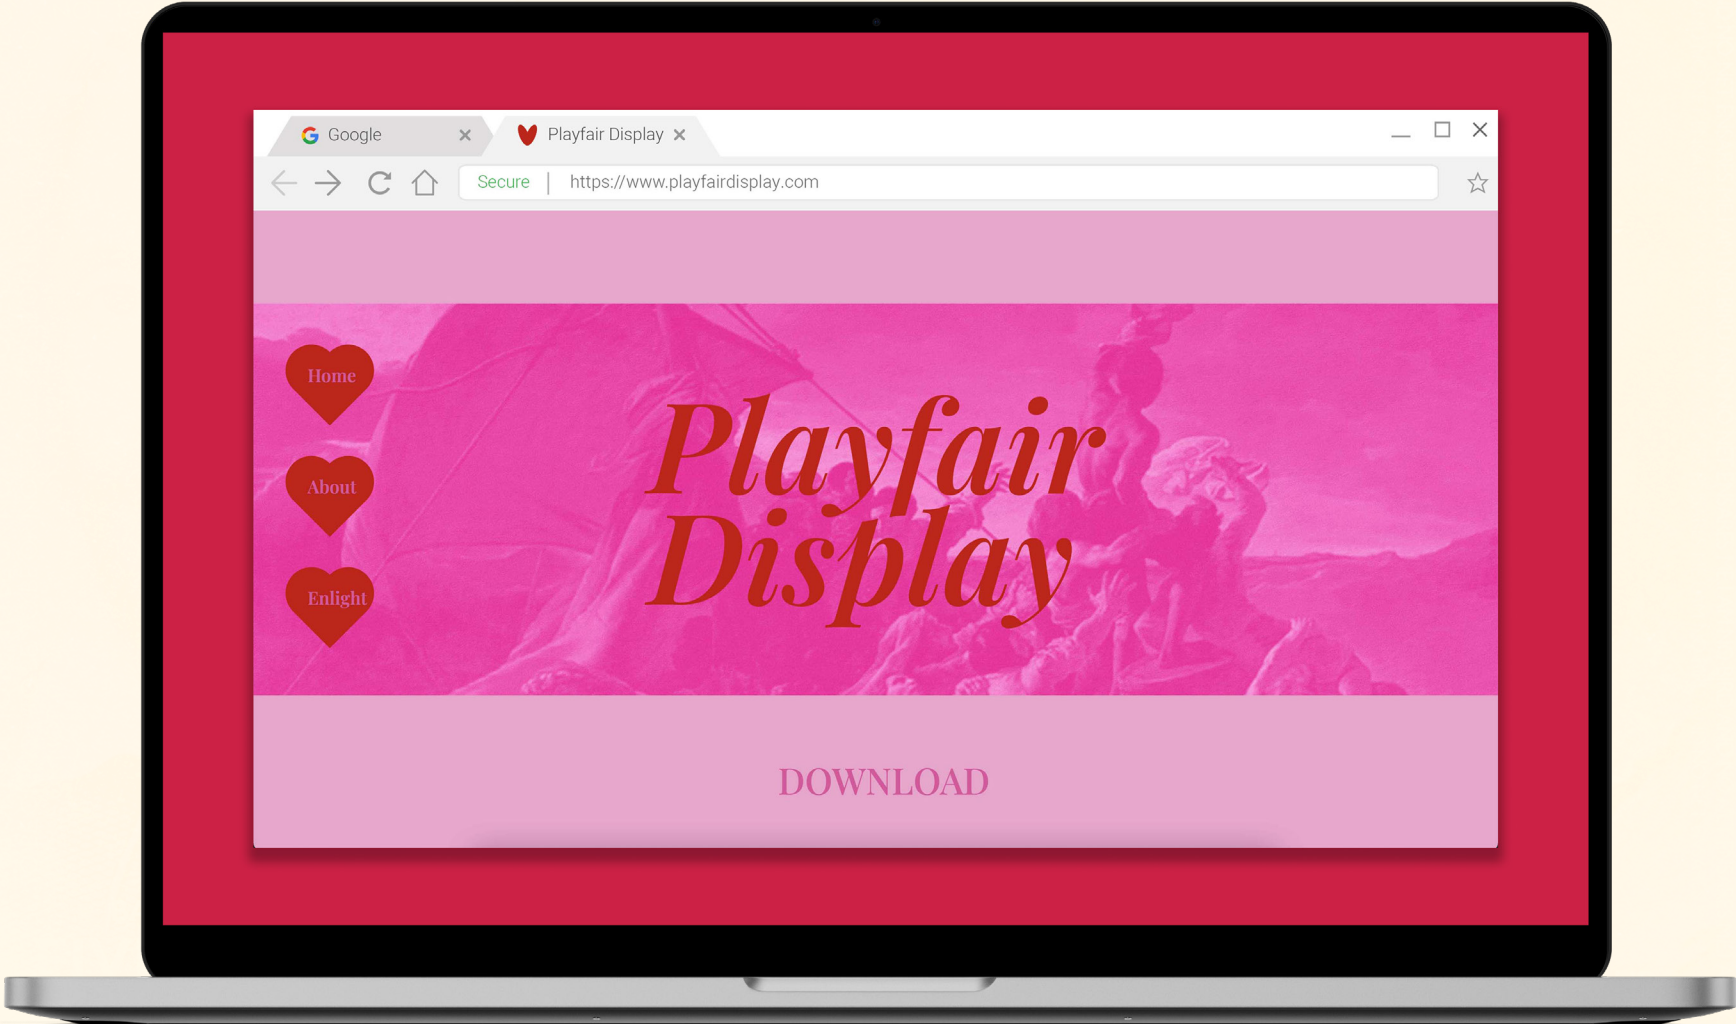 Google
Playfair Display
Secure | https://www.playfairdisplay.com
Home
About
Enlight
Playfair
Display
DOWNLOAD